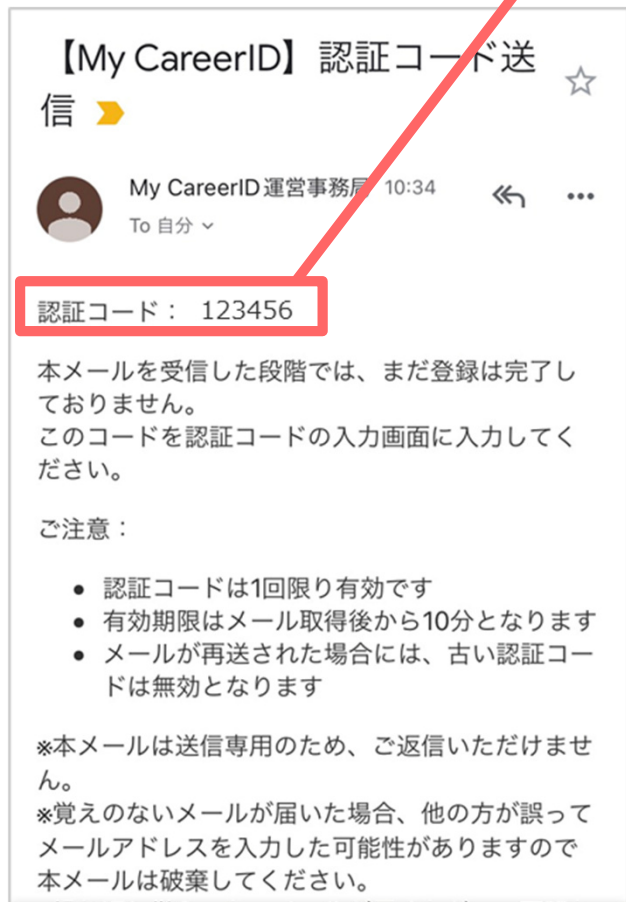 【My CareerID】認証コード送
信
My CareerID運営事務局 10:34
To 自分
認証コード： 123456
本メールを受信した段階では、まだ登録は完了し
ておりません。
このコードを認証コードの入力画面に入力してく
ださい。
ご注意：
• 認証コードは1回限り有効です
• 有効期限はメール取得後から10分となります
• メールが再送された場合には、古い認証コー
ドは無効となります
※本メールは送信専用のため、ご返信いただけませ
ん。
※覚えのないメールが届いた場合、他の方が誤って
メールアドレスを入力した可能性がありますので
本メールは破棄してください。